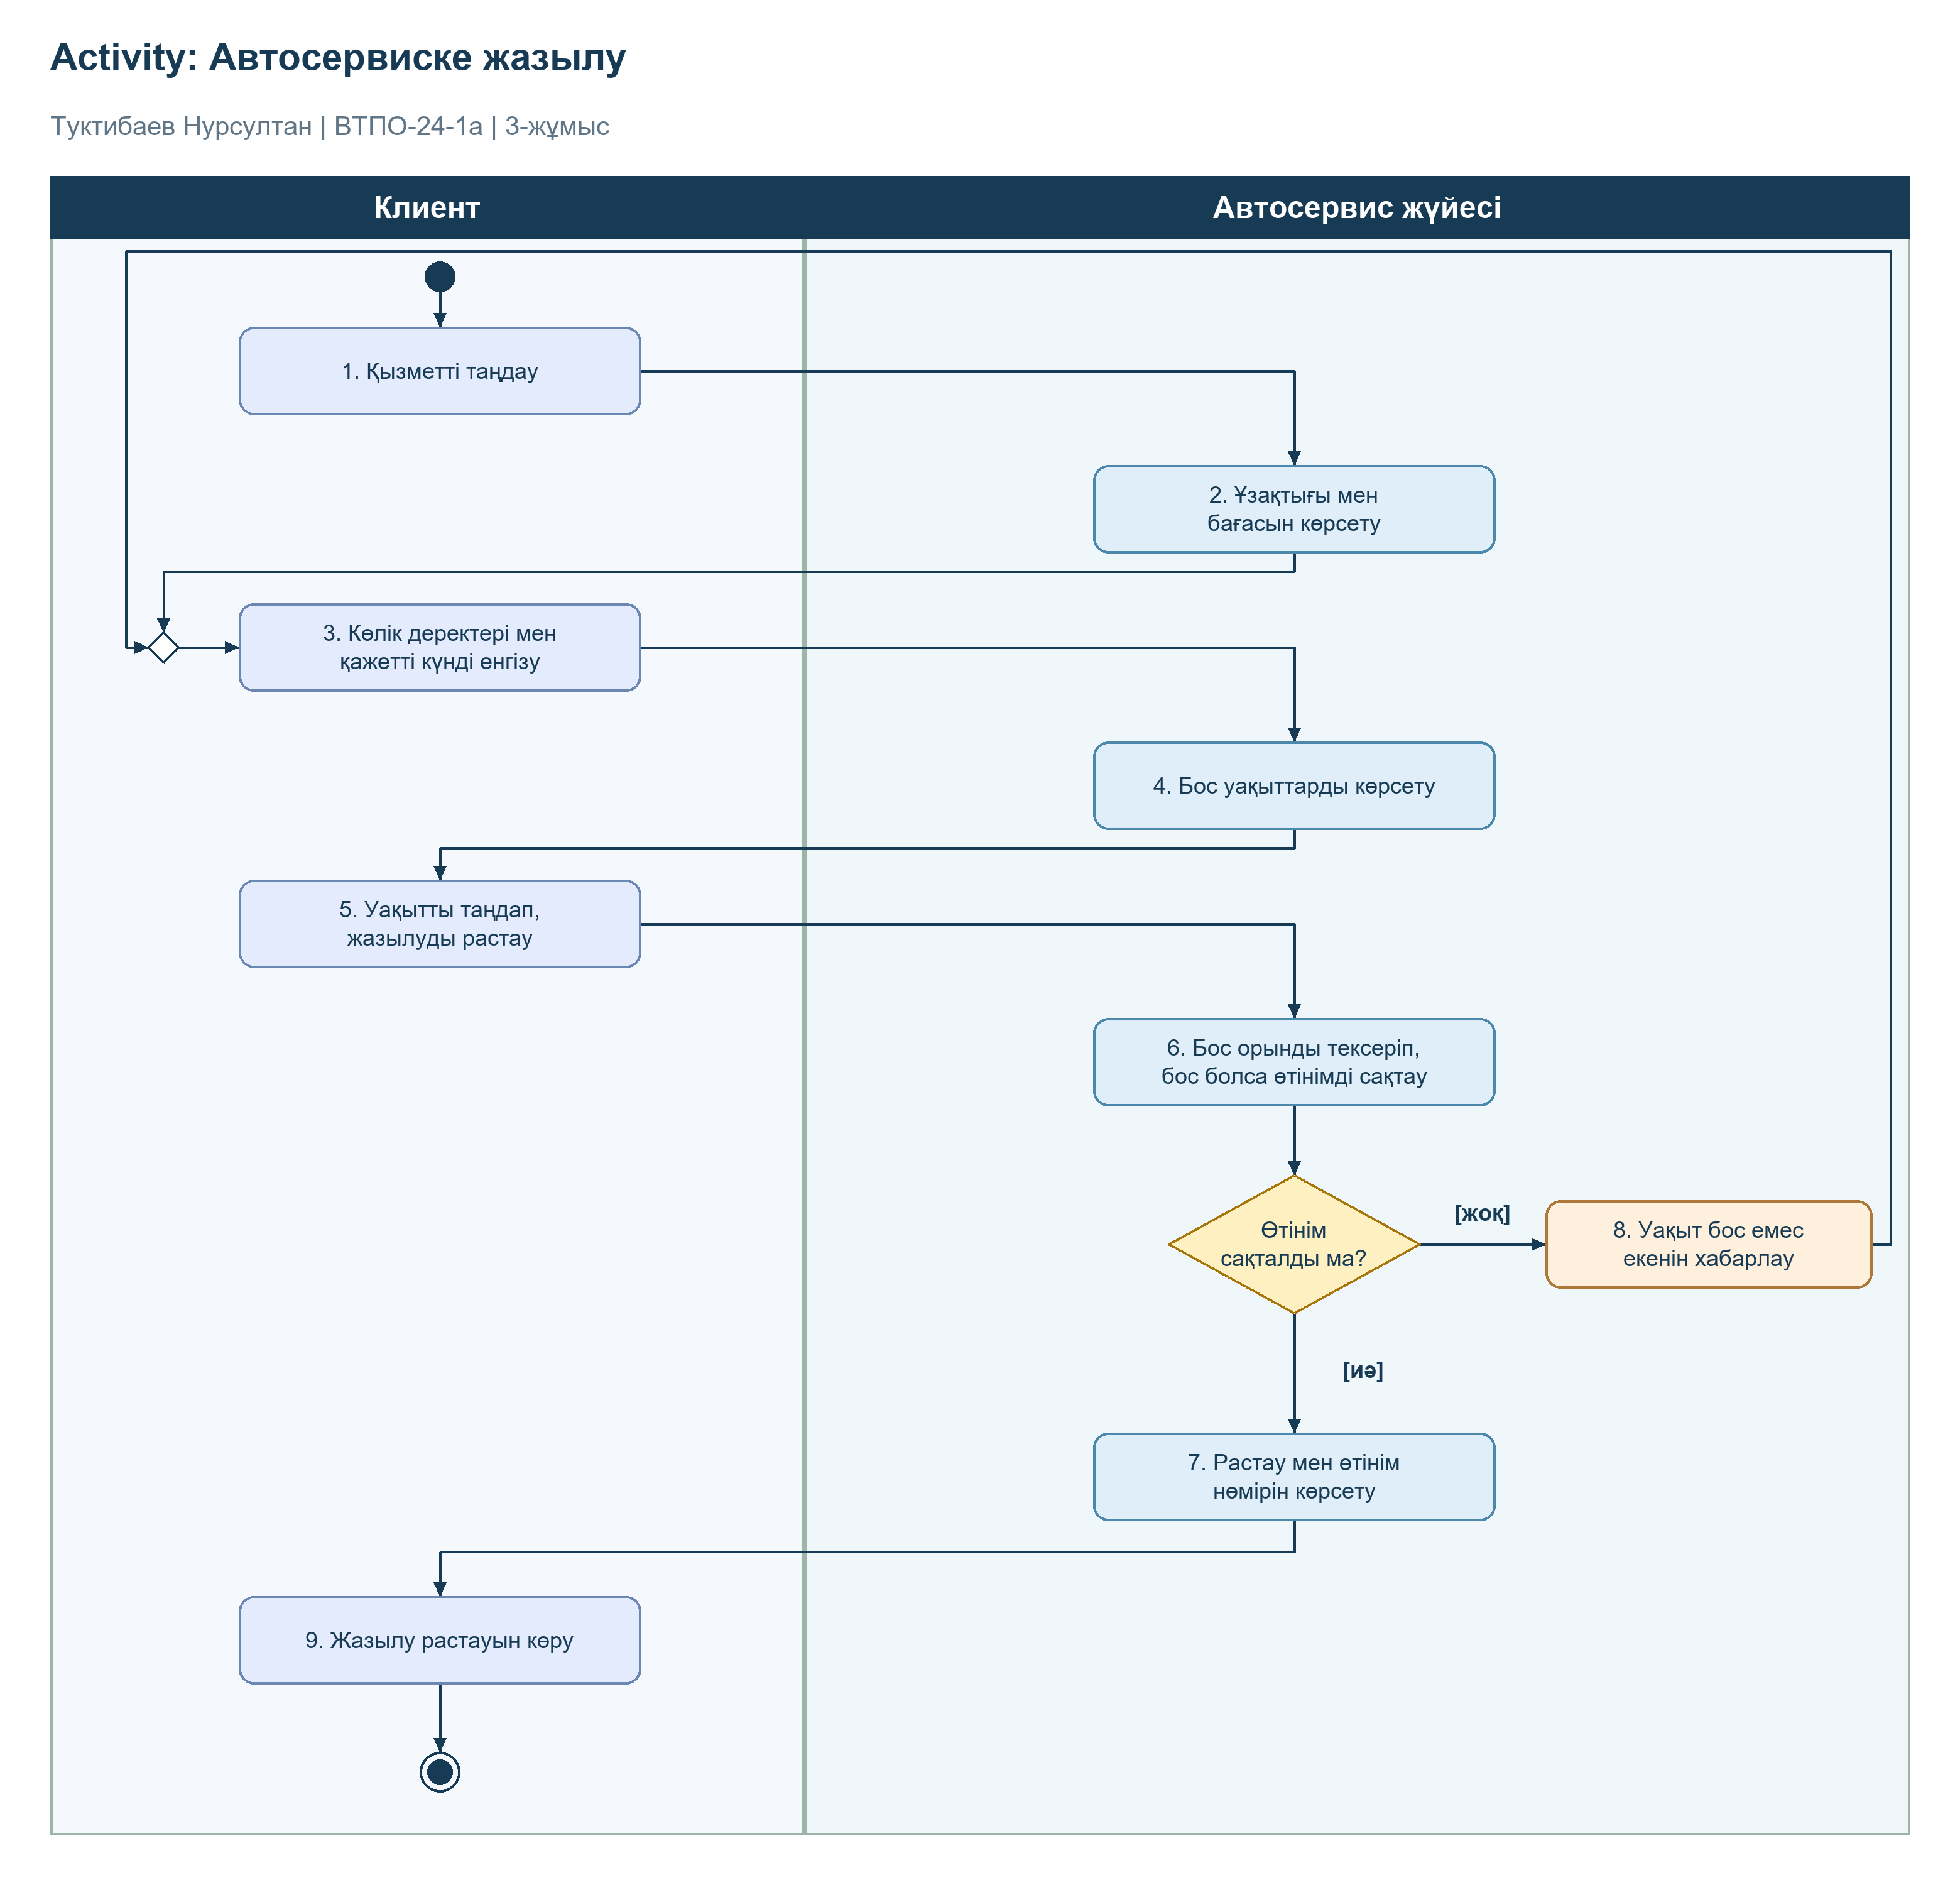 Activity: Автосервиске жазылу
Туктибаев Нурсултан | ВТПО-24-1а | 3-жұмыс
Клиент
Автосервис жүйесі
1. Қызметті таңдау
2. Ұзақтығы мен
бағасын көрсету
3. Көлік деректері мен
қажетті күнді енгізу
4. Бос уақыттарды көрсету
5. Уақытты таңдап,
жазылуды растау
6. Бос орынды тексеріп,
бос болса өтінімді сақтау
Өтінім
сақталды ма?
[жоқ]
8. Уақыт бос емес
екенін хабарлау
[иә]
7. Растау мен өтінім
нөмірін көрсету
9. Жазылу растауын көру